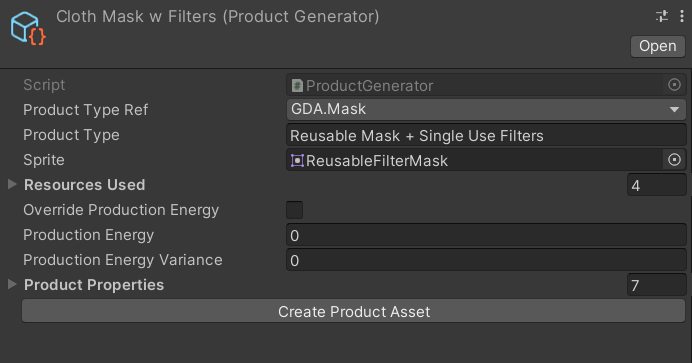 Cloth Mask w Filters (Product Generator)
Open
Script ProductGenerator
Product Type Ref GDA.Mask
Product Type Reusable Mask + Single Use Filters
Sprite ReusableFilterMask
Resources Used 4
Override Production Energy
Production Energy 0
Production Energy Variance 0
Product Properties 7
Create Product Asset